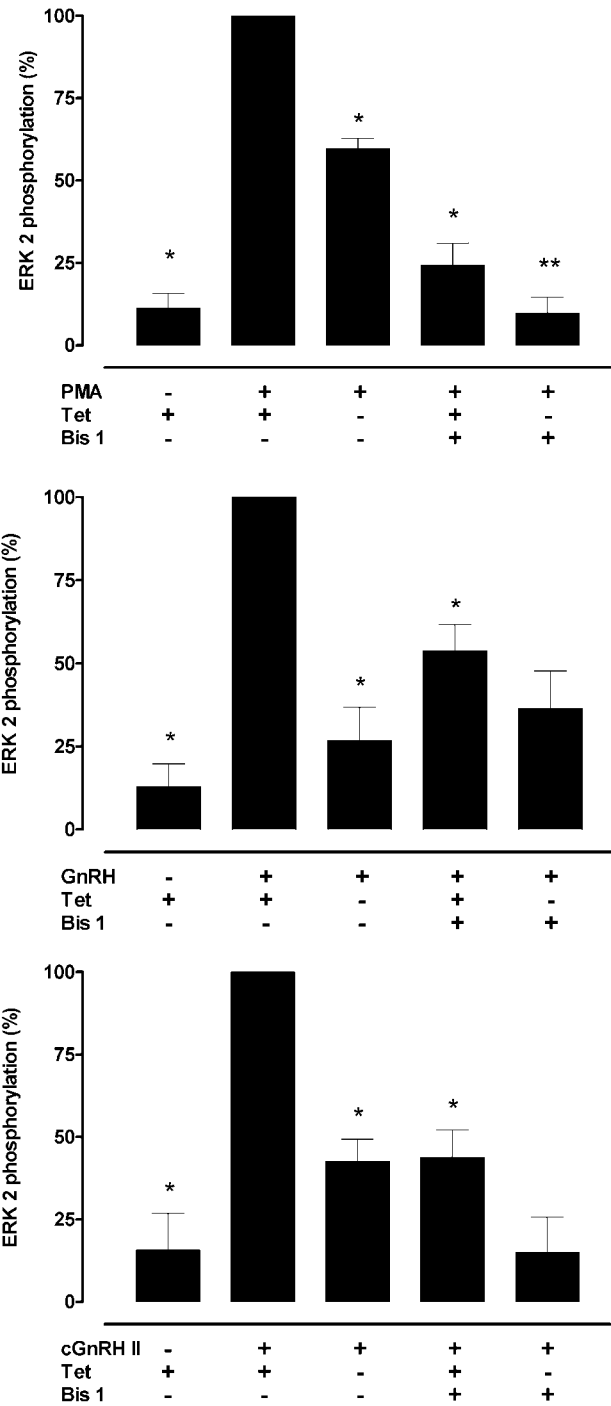 ERK 2 phosphorylation (%)
100
*
75
*
50
*
25
**
0
PMA - + + + +
Tet + + - + -
Bis 1 - - - + +
ERK 2 phosphorylation (%)
100
75
*
50
*
25
*
0
GnRH - + + + +
Tet + + - + -
Bis 1 - - - + +
ERK 2 phosphorylation (%)
100
75
* *
50
*
25
0
cGnRH II - + + + +
Tet + + - + -
Bis 1 - - - + +